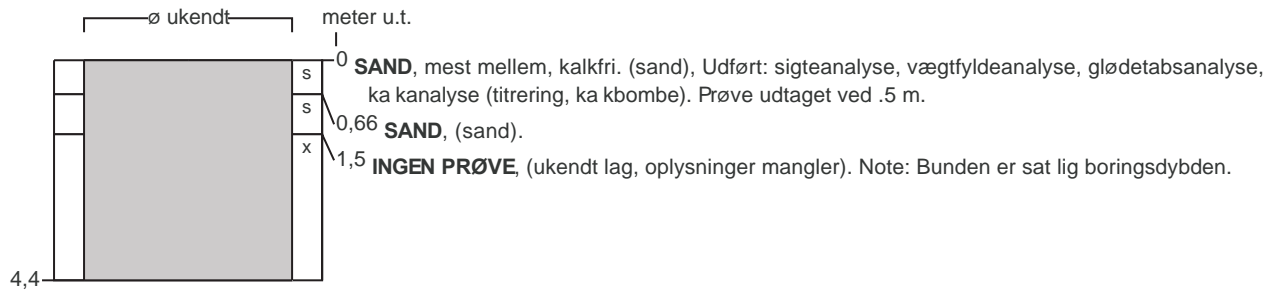 ø ukendt meter u.t.
s 0 SAND, mest mellem, kalkfri. (sand), Udført: sigteanalyse, vægtfyldeanalyse, glødetabsanalyse,
ka kanalyse (titrering, ka kbombe). Prøve udtaget ved .5 m.
s 0,66 SAND, (sand).
x 1,5 INGEN PRØVE, (ukendt lag, oplysninger mangler). Note: Bunden er sat lig boringsdybden.
4,4